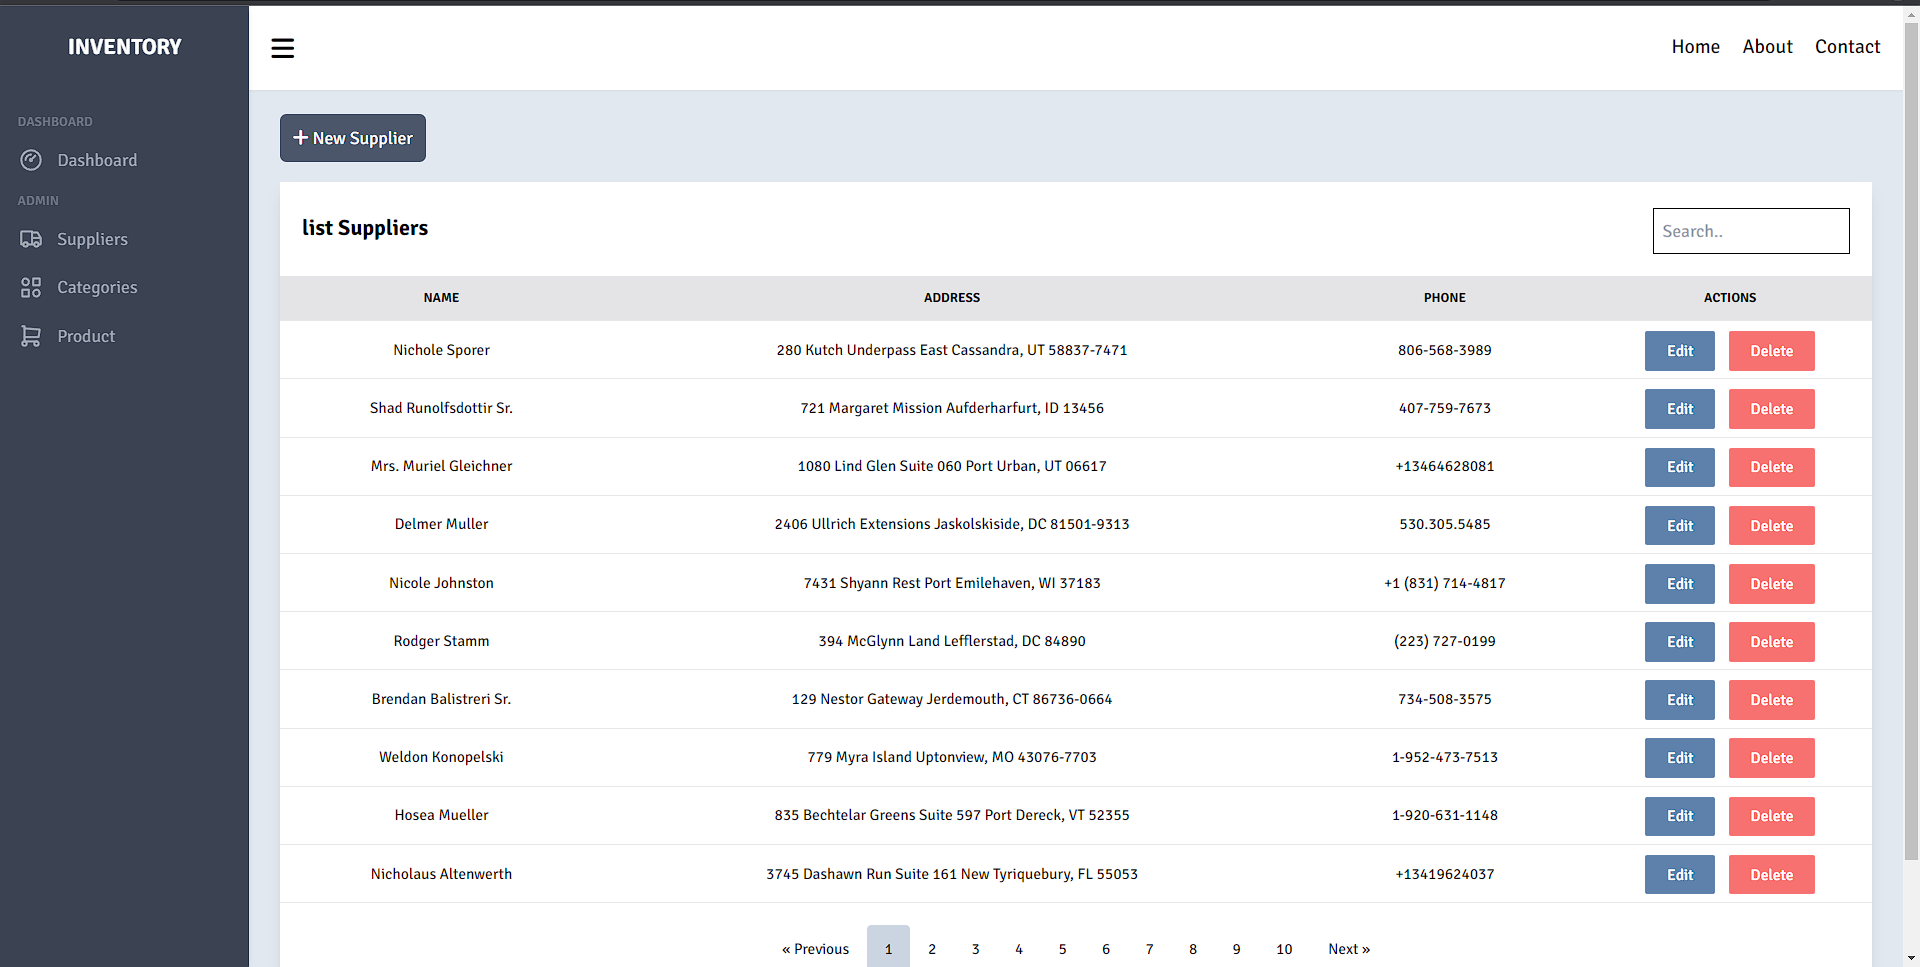 INVENTORY
Home About Contact
DASHBOARD
Dashboard
ADMIN
Suppliers
Categories
Product
+ New Supplier
list Suppliers
Search..
NAME ADDRESS PHONE ACTIONS
Nichole Sporer 280 Kutch Underpass East Cassandra, UT 58837-7471 806-568-3989 Edit Delete
Shad Runolfsdottir Sr. 721 Margaret Mission Aufderharfurt, ID 13456 407-759-7673 Edit Delete
Mrs. Muriel Gleichner 1080 Lind Glen Suite 060 Port Urban, UT 06617 +13464628081 Edit Delete
Delmer Muller 2406 Ullrich Extensions Jaskolskiside, DC 81501-9313 530.305.5485 Edit Delete
Nicole Johnston 7431 Shyann Rest Port Emilehaven, WI 37183 +1 (831) 714-4817 Edit Delete
Rodger Stamm 394 McGlynn Land Lefflerstad, DC 84890 (223) 727-0199 Edit Delete
Brendan Balistreri Sr. 129 Nestor Gateway Jerdemouth, CT 86736-0664 734-508-3575 Edit Delete
Weldon Konopelski 779 Myra Island Uptonview, MO 43076-7703 1-952-473-7513 Edit Delete
Hosea Mueller 835 Bechtelar Greens Suite 597 Port Dereck, VT 52355 1-920-631-1148 Edit Delete
Nicholaus Altenwerth 3745 Dashawn Run Suite 161 New Tyriquebury, FL 55053 +13419624037 Edit Delete
« Previous 1 2 3 4 5 6 7 8 9 10 Next »